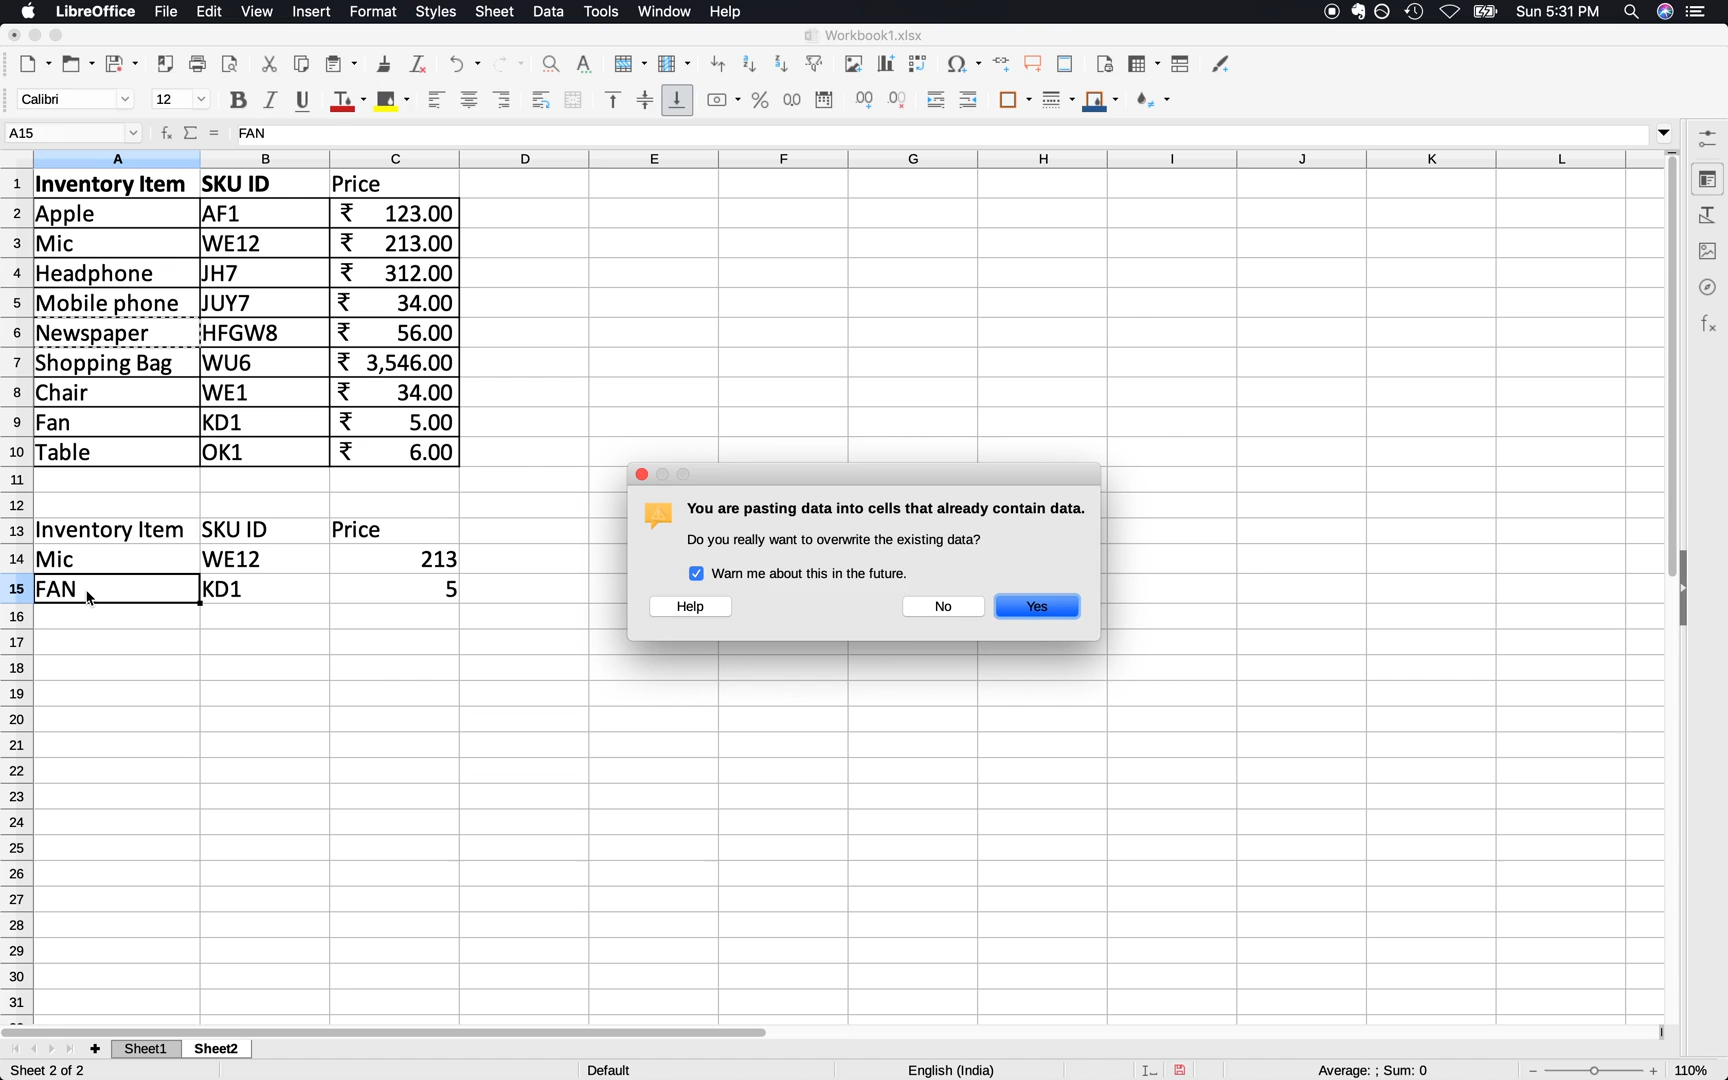 LibreOffice File Edit View Insert Format Styles Sheet Data Tools Window Help Sun 5:31 PM
Workbook1.xlsx
Calibri 12
A15 FAN
A B C D E F G H I J K L
1 Inventory Item SKU ID Price
2 Apple AF1 ₹ 123.00
3 Mic WE12 ₹ 213.00
4 Headphone JH7 ₹ 312.00
5 Mobile phone JUY7 ₹ 34.00
6 Newspaper HFGW8 ₹ 56.00
7 Shopping Bag WU6 ₹ 3,546.00
8 Chair WE1 ₹ 34.00
9 Fan KD1 ₹ 5.00
10 Table OK1 ₹ 6.00
11
12
13 Inventory Item SKU ID Price
14 Mic WE12 213
15 FAN KD1 5
16
17
18
19
20
21
22
23
24
25
26
27
28
29
30
31
You are pasting data into cells that already contain data.
Do you really want to overwrite the existing data?
Warn me about this in the future.
Help No Yes
Sheet1 Sheet2
Sheet 2 of 2 Default English (India) Average: ; Sum: 0 110%